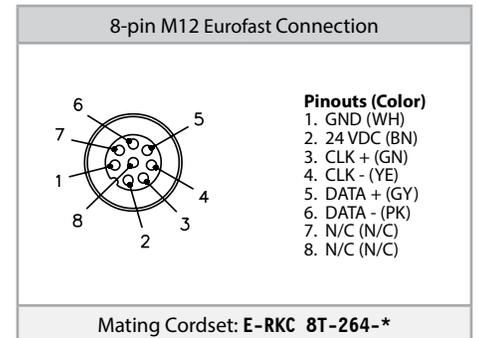 8-pin M12 Eurofast Connection
6
5
7
1
4
8
3
2
Pinouts (Color)
1. GND (WH)
2. 24 VDC (BN)
3. CLK + (GN)
4. CLK - (YE)
5. DATA + (GY)
6. DATA - (PK)
7. N/C (N/C)
8. N/C (N/C)
Mating Cordset: E-RKC 8T-264-*